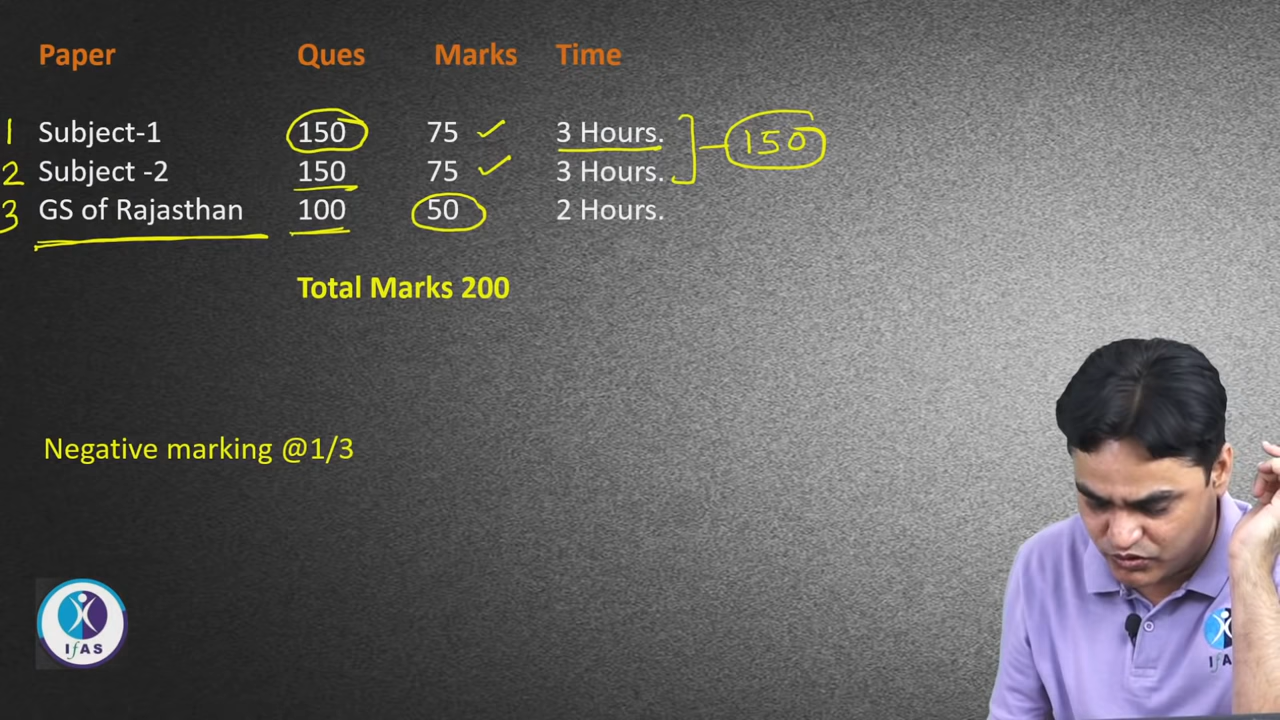 Paper Ques Marks Time
1 Subject-1 150 75 3 Hours. 150
2 Subject -2 150 75 3 Hours.
3 GS of Rajasthan 100 50 2 Hours.
Total Marks 200
Negative marking @1/3
IfAS
IfA